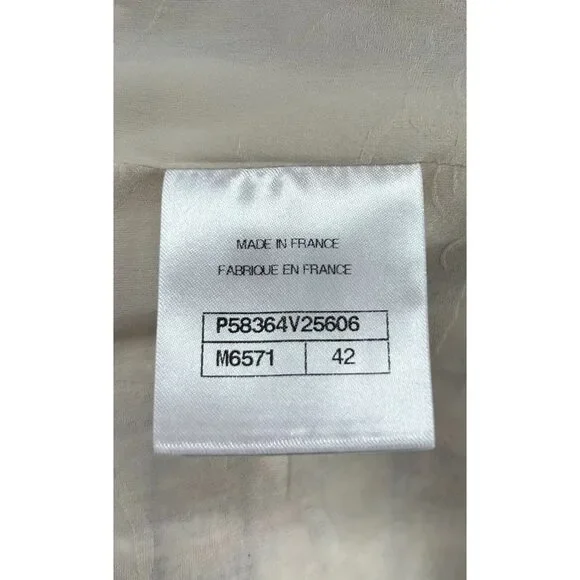 MADE IN FRANCE
FABRIQUE EN FRANCE
P58364V25606
M6571 42